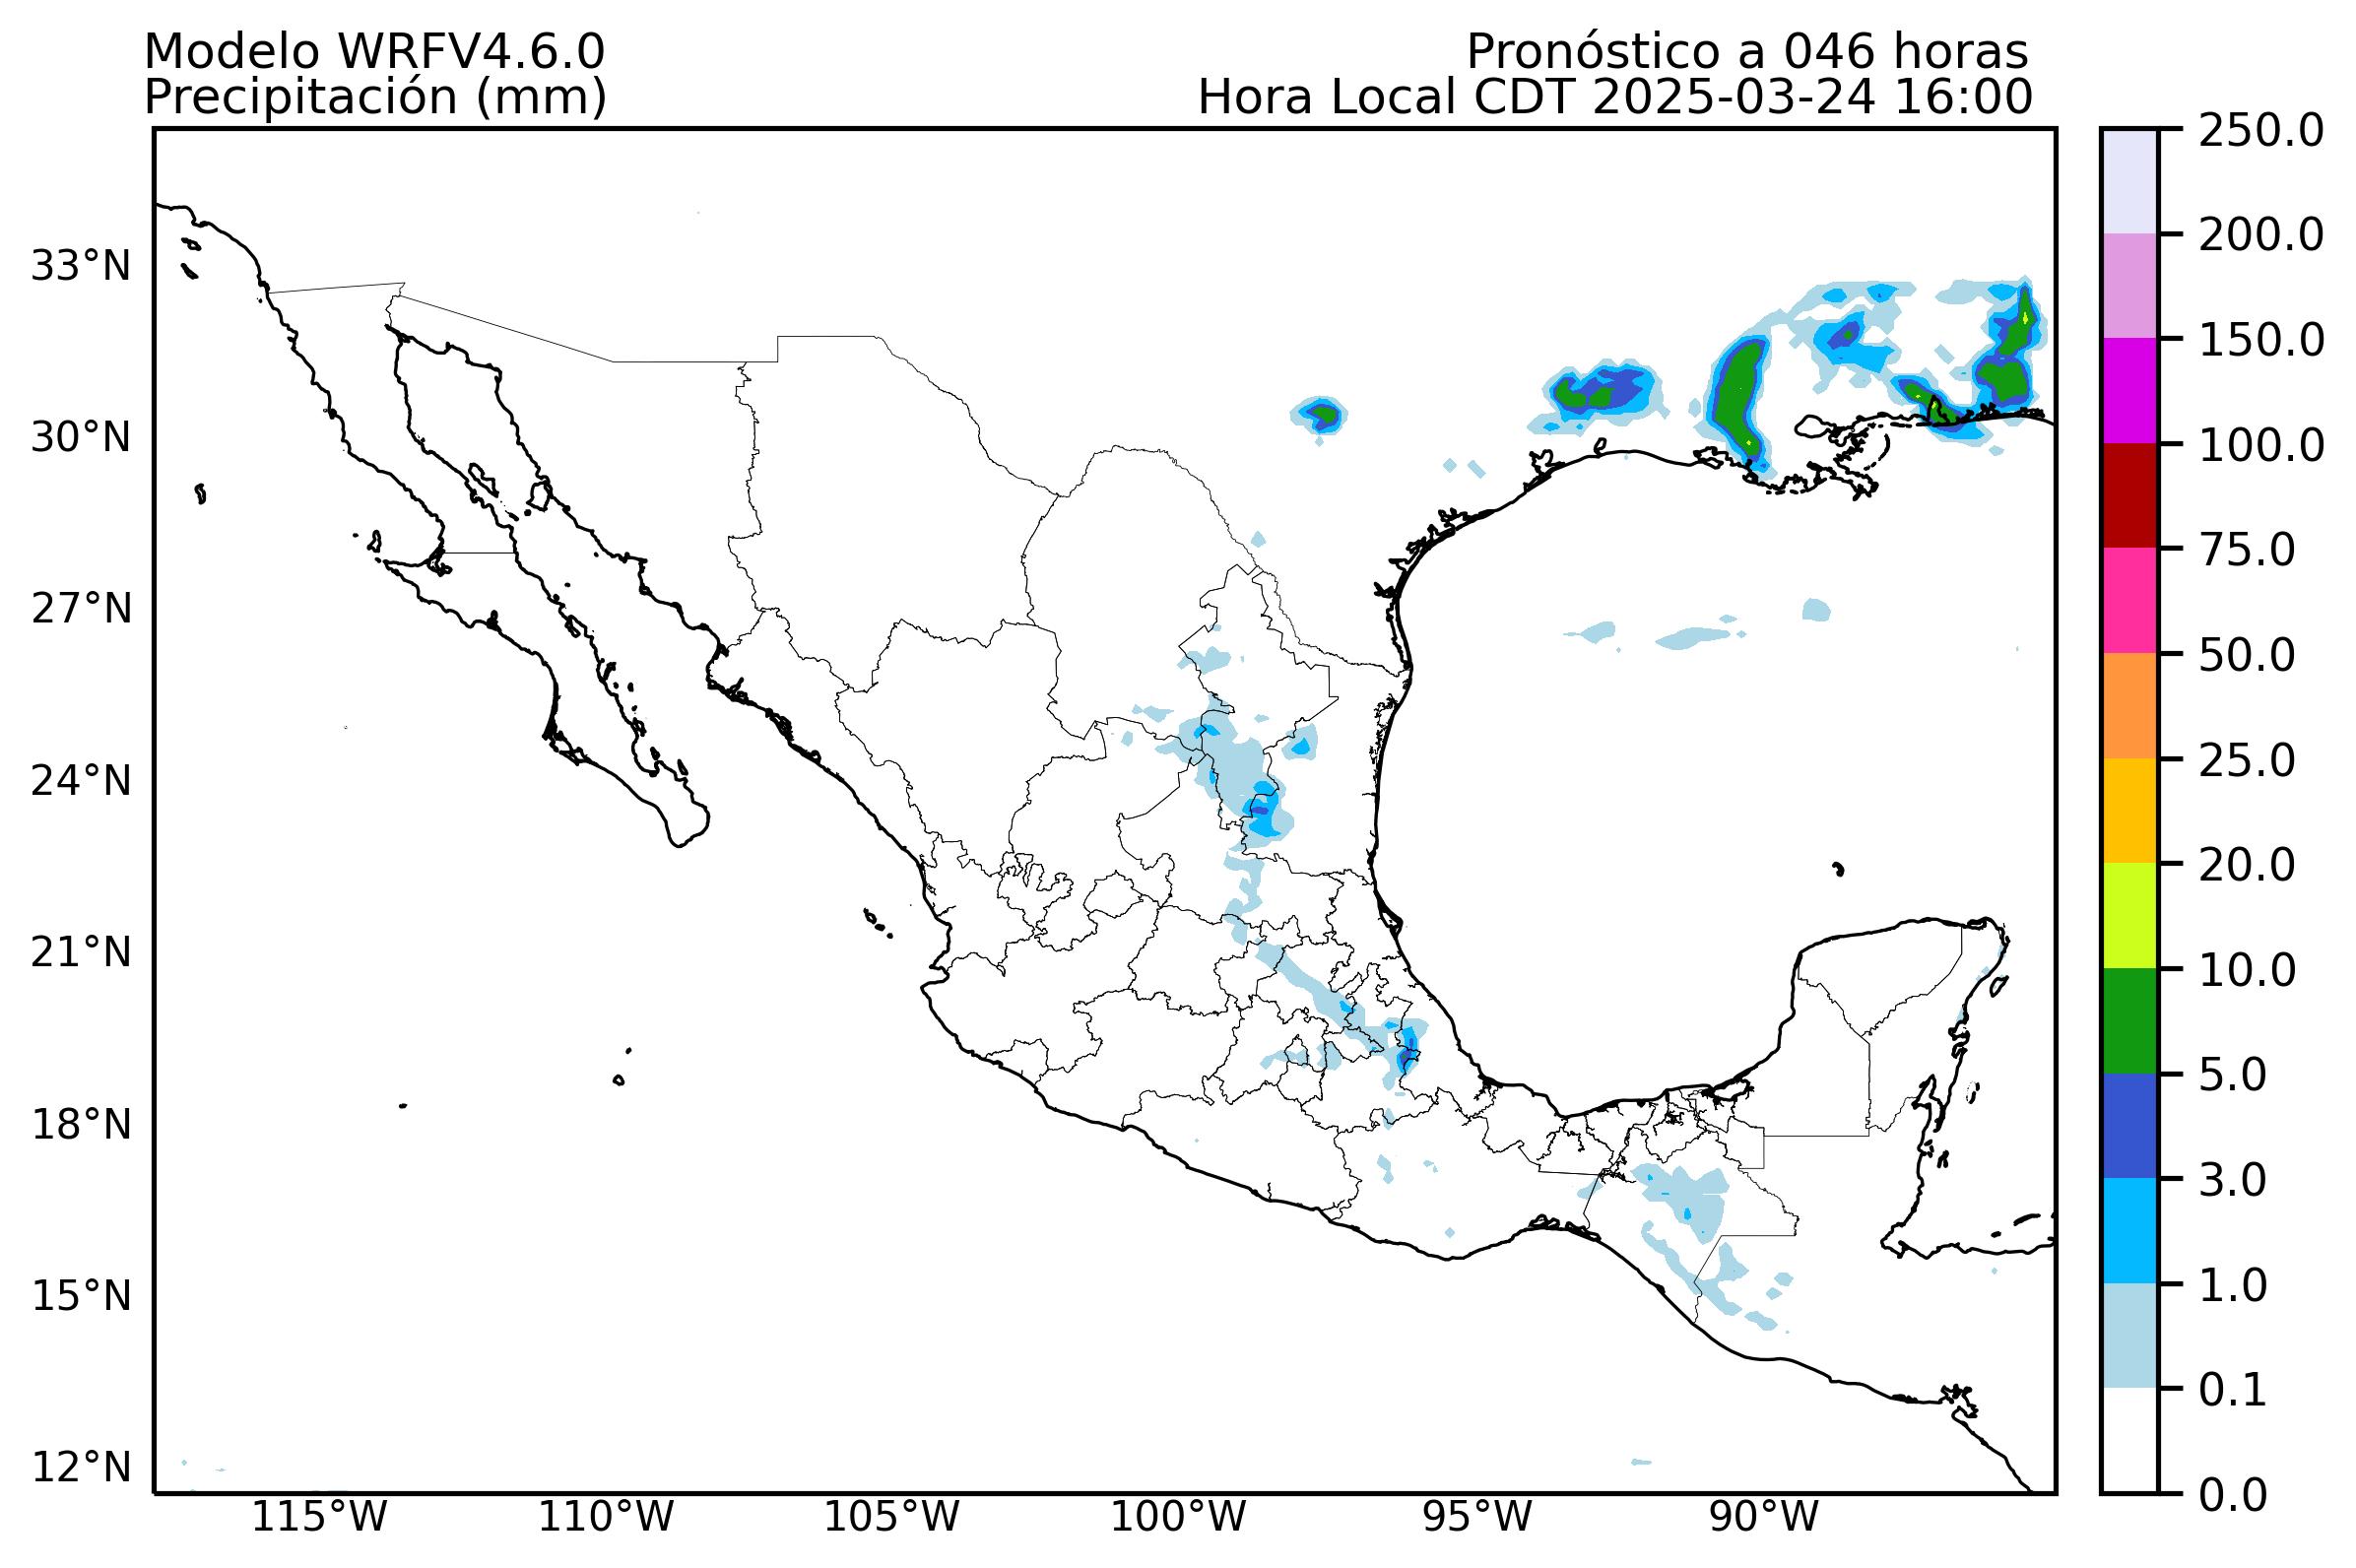 Modelo WRFV4.6.0
Pronóstico a 046 horas
Precipitación (mm)
Hora Local CDT 2025-03-24 16:00
33°N
30°N
27°N
24°N
21°N
18°N
15°N
12°N
115°W
110°W
105°W
100°W
95°W
90°W
250.0
200.0
150.0
100.0
75.0
50.0
25.0
20.0
10.0
5.0
3.0
1.0
0.1
0.0